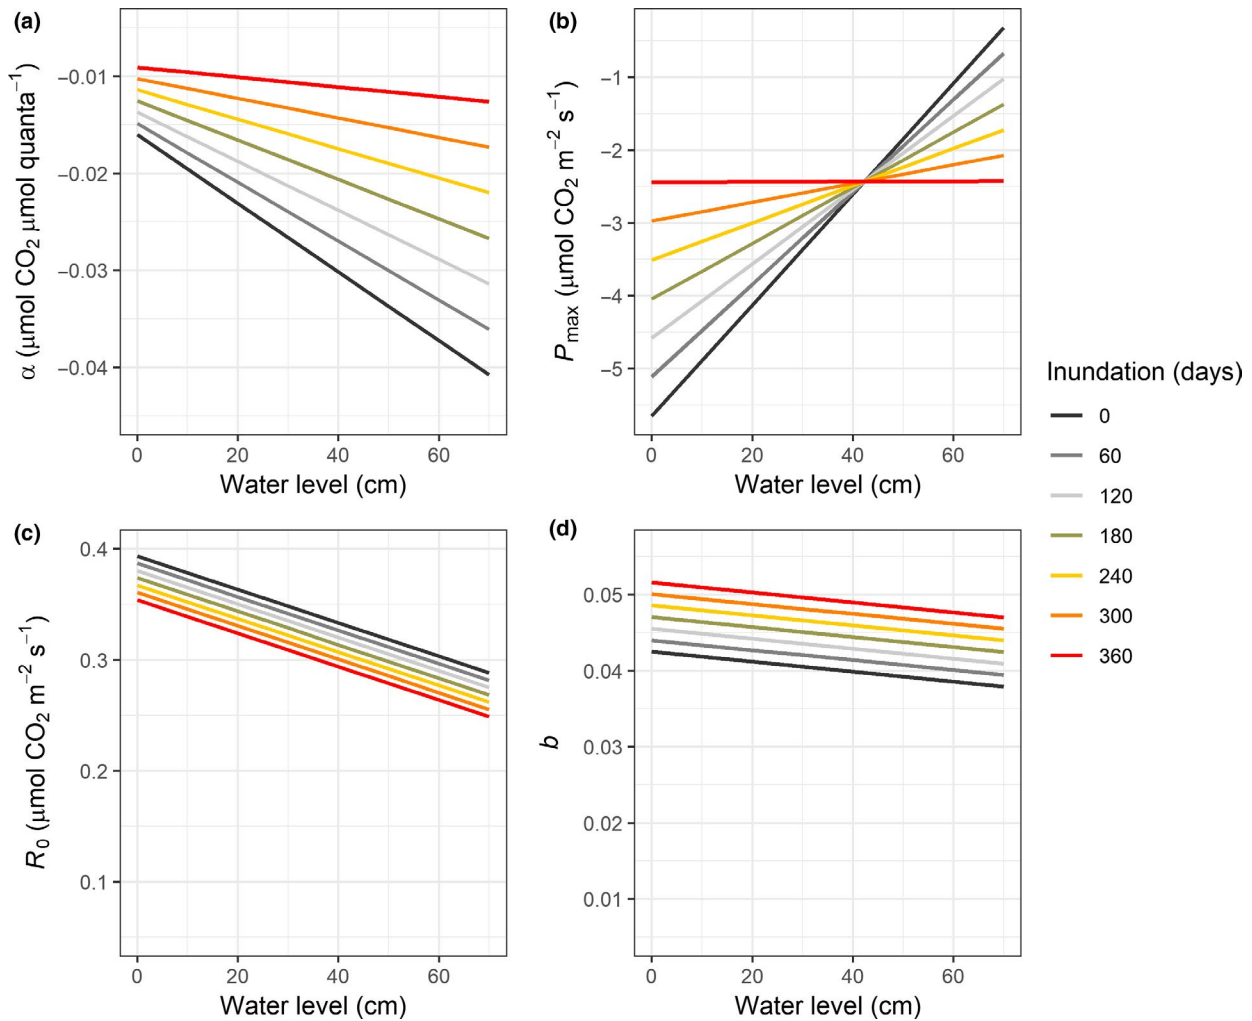 (a)
α (μmol CO₂ μmol quanta⁻¹)
−0.01
−0.02
−0.03
−0.04
0 20 40 60
Water level (cm)
(b)
Pmax (μmol CO₂ m⁻² s⁻¹)
−1
−2
−3
−4
−5
0 20 40 60
Water level (cm)
(c)
R₀ (μmol CO₂ m⁻² s⁻¹)
0.4
0.3
0.2
0.1
0 20 40 60
Water level (cm)
(d)
b
0.05
0.04
0.03
0.02
0.01
0 20 40 60
Water level (cm)
Inundation (days)
0
60
120
180
240
300
360